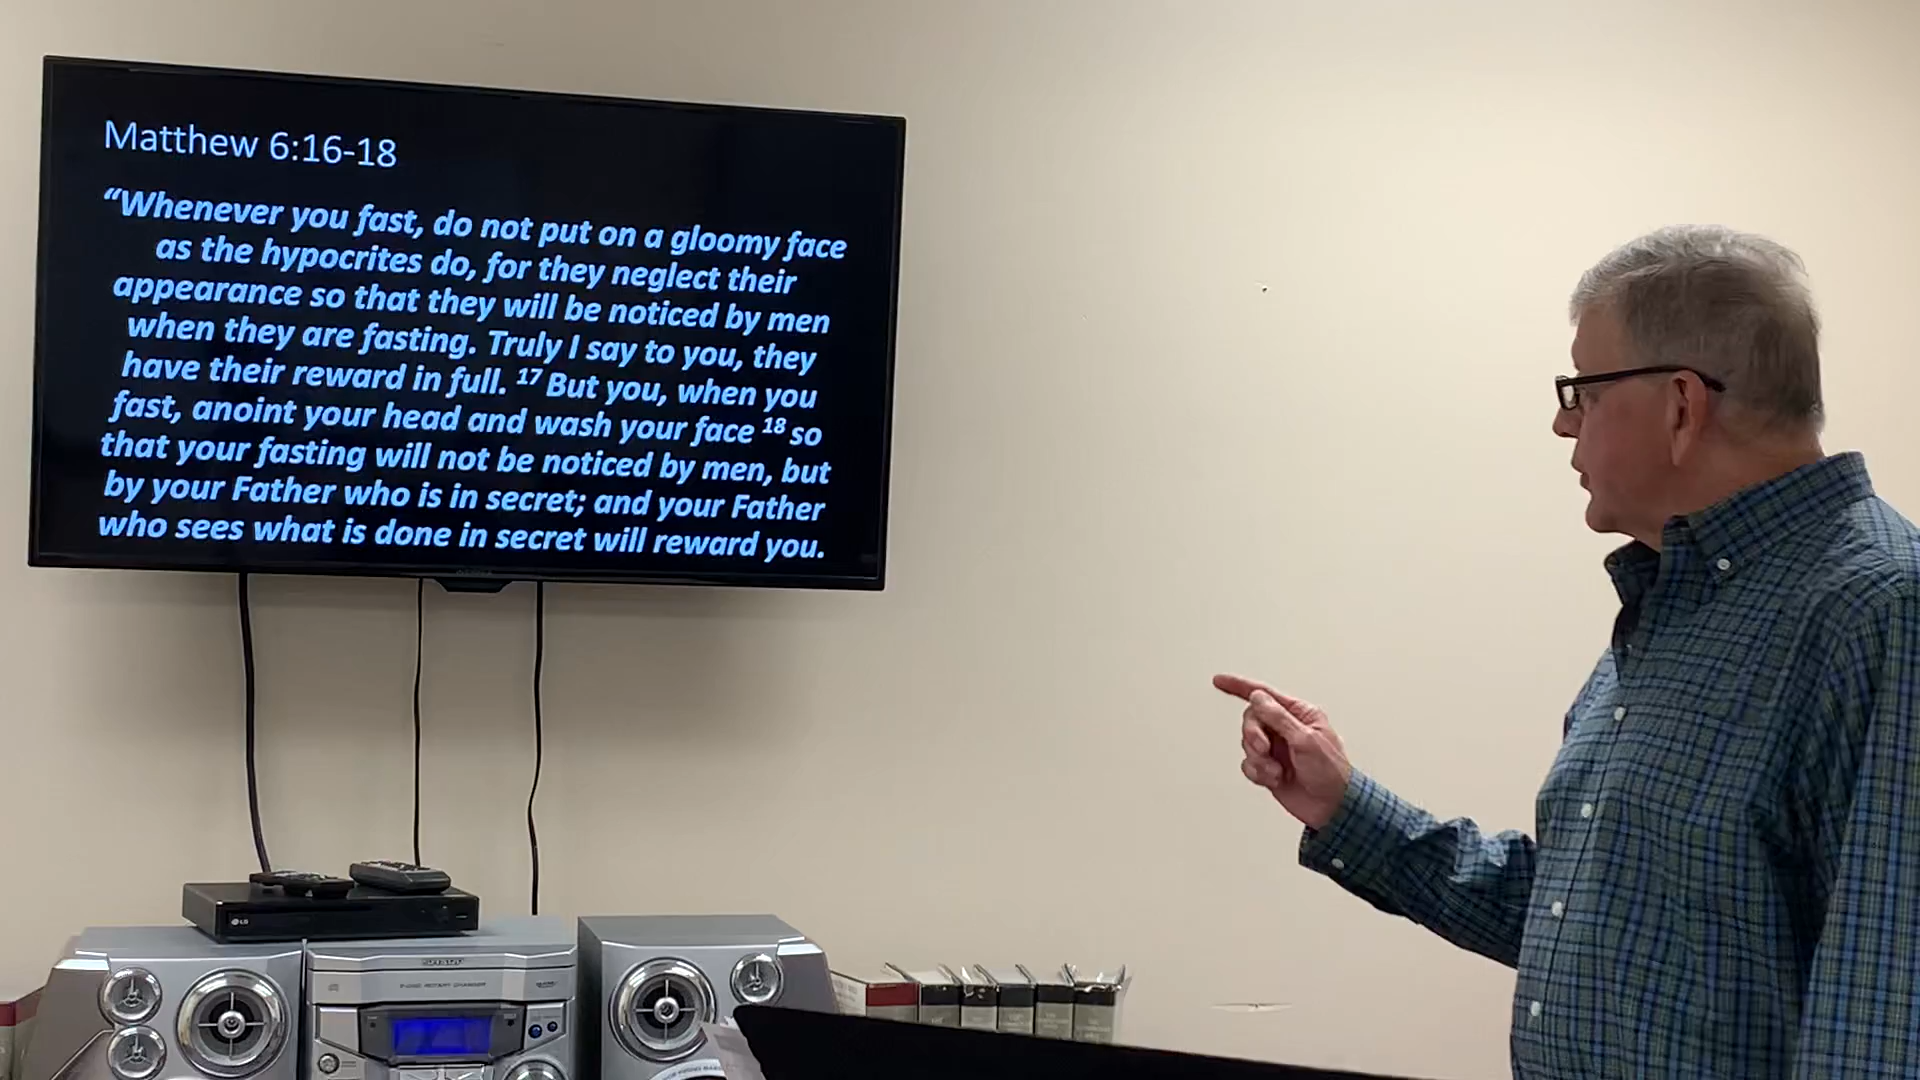 Matthew 6:16-18
“Whenever you fast, do not put on a gloomy face
as the hypocrites do, for they neglect their
appearance so that they will be noticed by men
when they are fasting. Truly I say to you, they
have their reward in full. 17 But you, when you
fast, anoint your head and wash your face 18 so
that your fasting will not be noticed by men, but
by your Father who is in secret; and your Father
who sees what is done in secret will reward you.
LG
SHARP